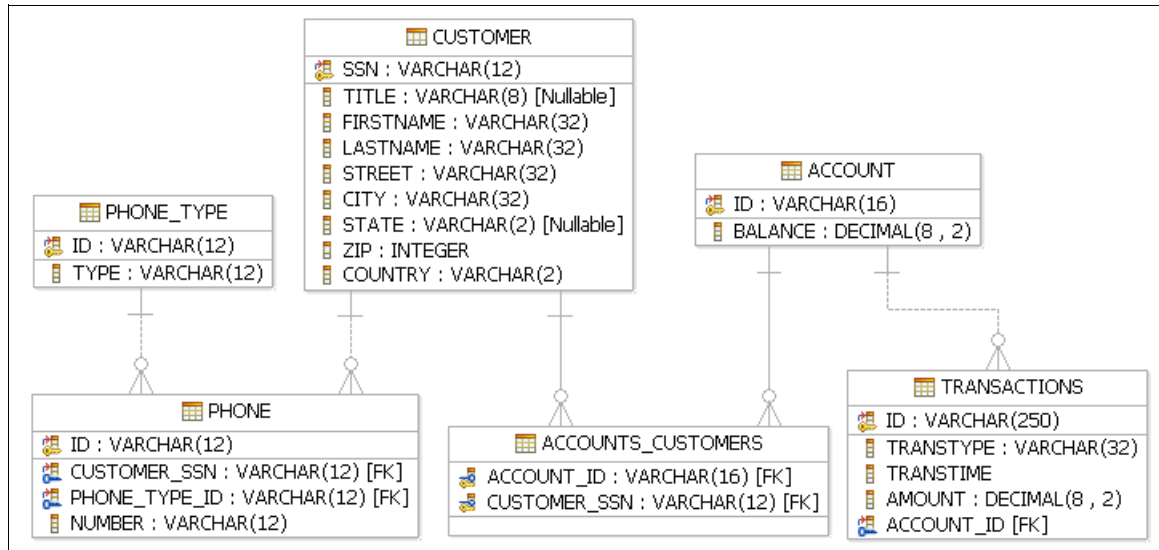 CUSTOMER
SSN : VARCHAR(12)
TITLE : VARCHAR(8) [Nullable]
FIRSTNAME : VARCHAR(32)
LASTNAME : VARCHAR(32)
STREET : VARCHAR(32)
CITY : VARCHAR(32)
STATE : VARCHAR(2) [Nullable]
ZIP : INTEGER
COUNTRY : VARCHAR(2)
ACCOUNT
ID : VARCHAR(16)
BALANCE : DECIMAL(8 , 2)
PHONE_TYPE
ID : VARCHAR(12)
TYPE : VARCHAR(12)
PHONE
ID : VARCHAR(12)
CUSTOMER_SSN : VARCHAR(12) [FK]
PHONE_TYPE_ID : VARCHAR(12) [FK]
NUMBER : VARCHAR(12)
ACCOUNTS_CUSTOMERS
ACCOUNT_ID : VARCHAR(16) [FK]
CUSTOMER_SSN : VARCHAR(12) [FK]
TRANSACTIONS
ID : VARCHAR(250)
TRANSTYPE : VARCHAR(32)
TRANSTIME
AMOUNT : DECIMAL(8 , 2)
ACCOUNT_ID [FK]